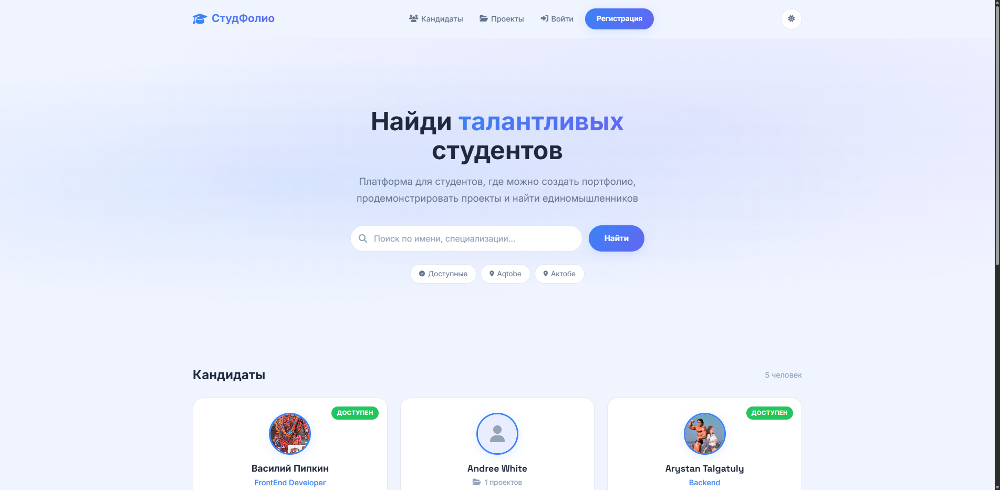 СтудФолио
Кандидаты
Проекты
Войти
Регистрация
Найди талантливых
студентов
Платформа для студентов, где можно создать портфолио,
продемонстрировать проекты и найти единомышленников
Поиск по имени, специализации...
Найти
Доступные
Aqtobe
Актобе
Кандидаты
5 человек
ДОСТУПЕН
Василий Пипкин
FrontEnd Developer
Andree White
1 проектов
ДОСТУПЕН
Arystan Talgatuly
Backend